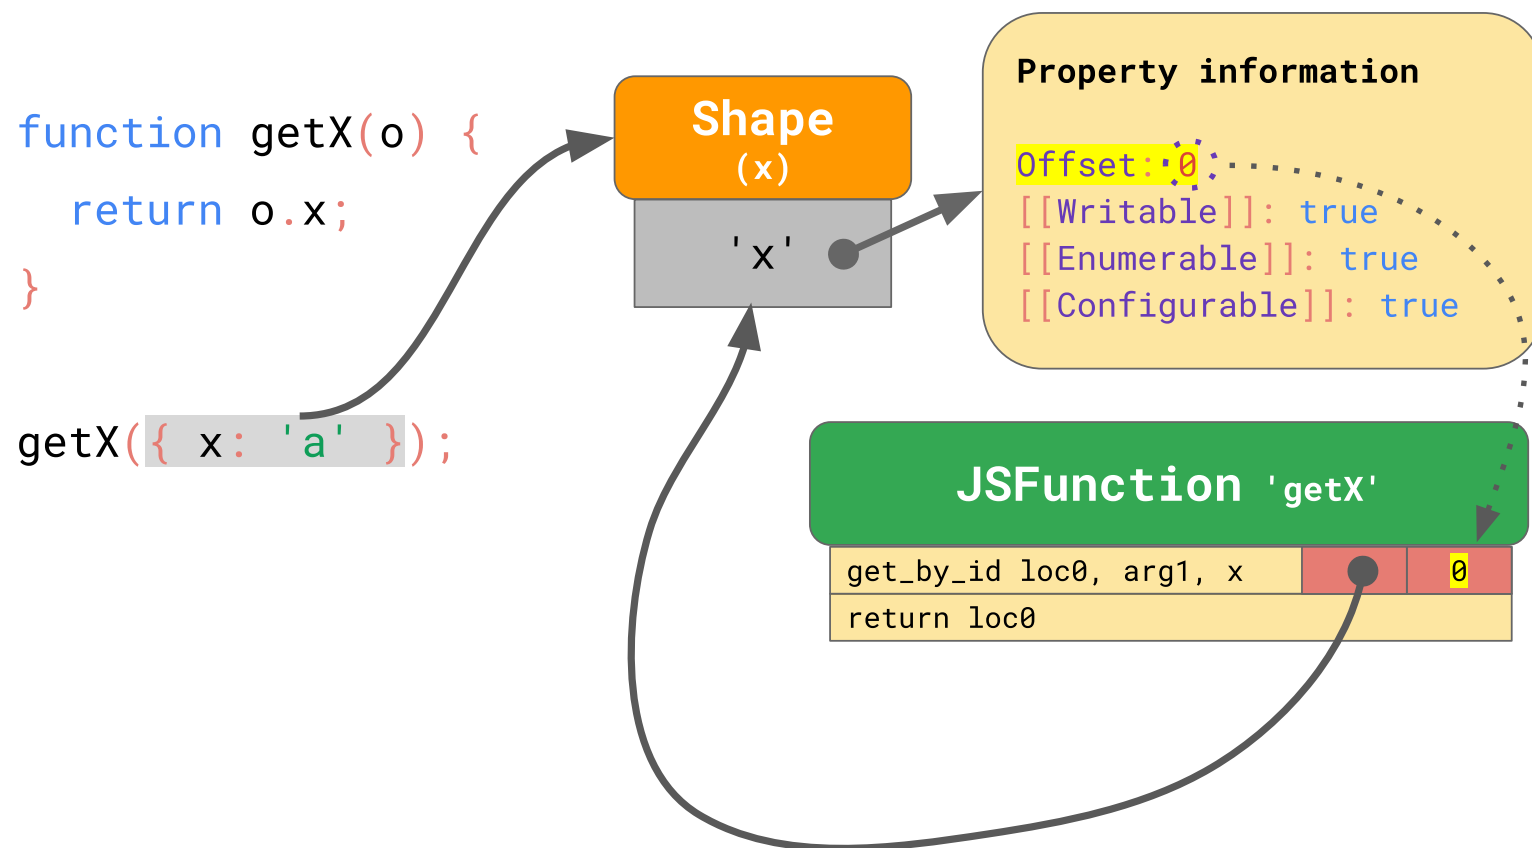 function getX(o) {
  return o.x;
}
getX({ x: 'a' });
Shape
(x)
'x'
Property information
Offset: 0
[[Writable]]: true
[[Enumerable]]: true
[[Configurable]]: true
JSFunction 'getX'
get_by_id loc0, arg1, x 0
return loc0